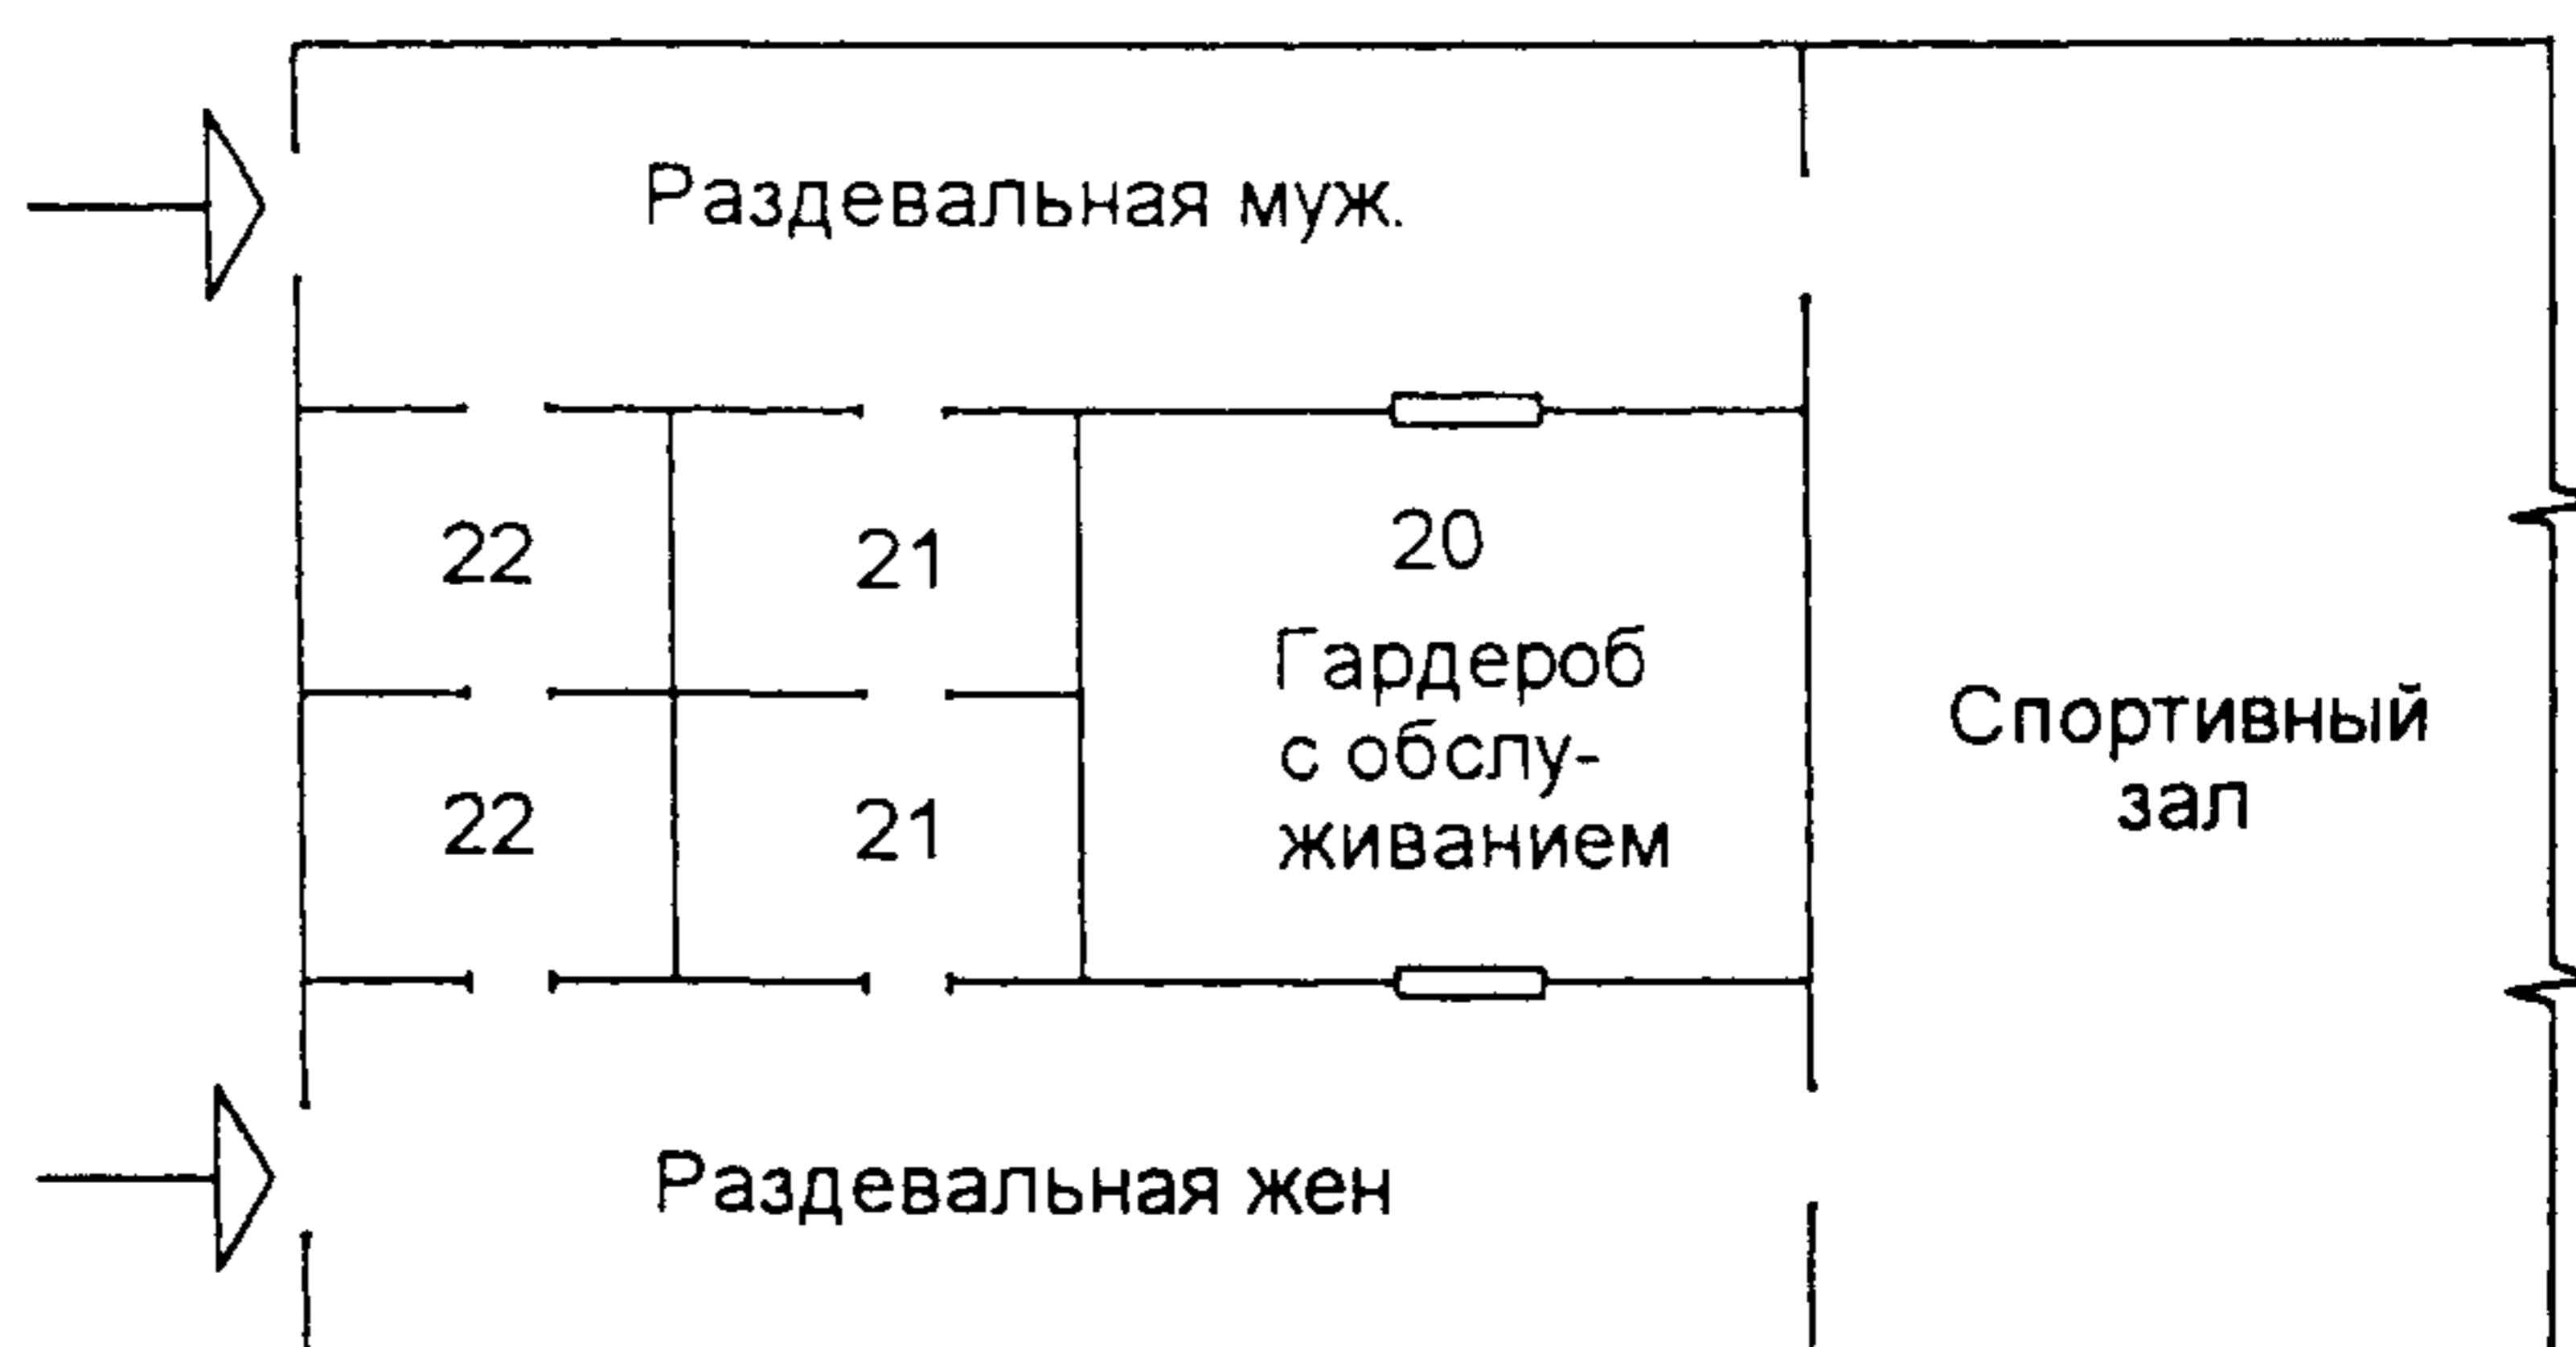 Раздевальная муж.
22
21
20
Гардероб
с обслу-
живанием
22
21
Спортивный
зал
Раздевальная жен